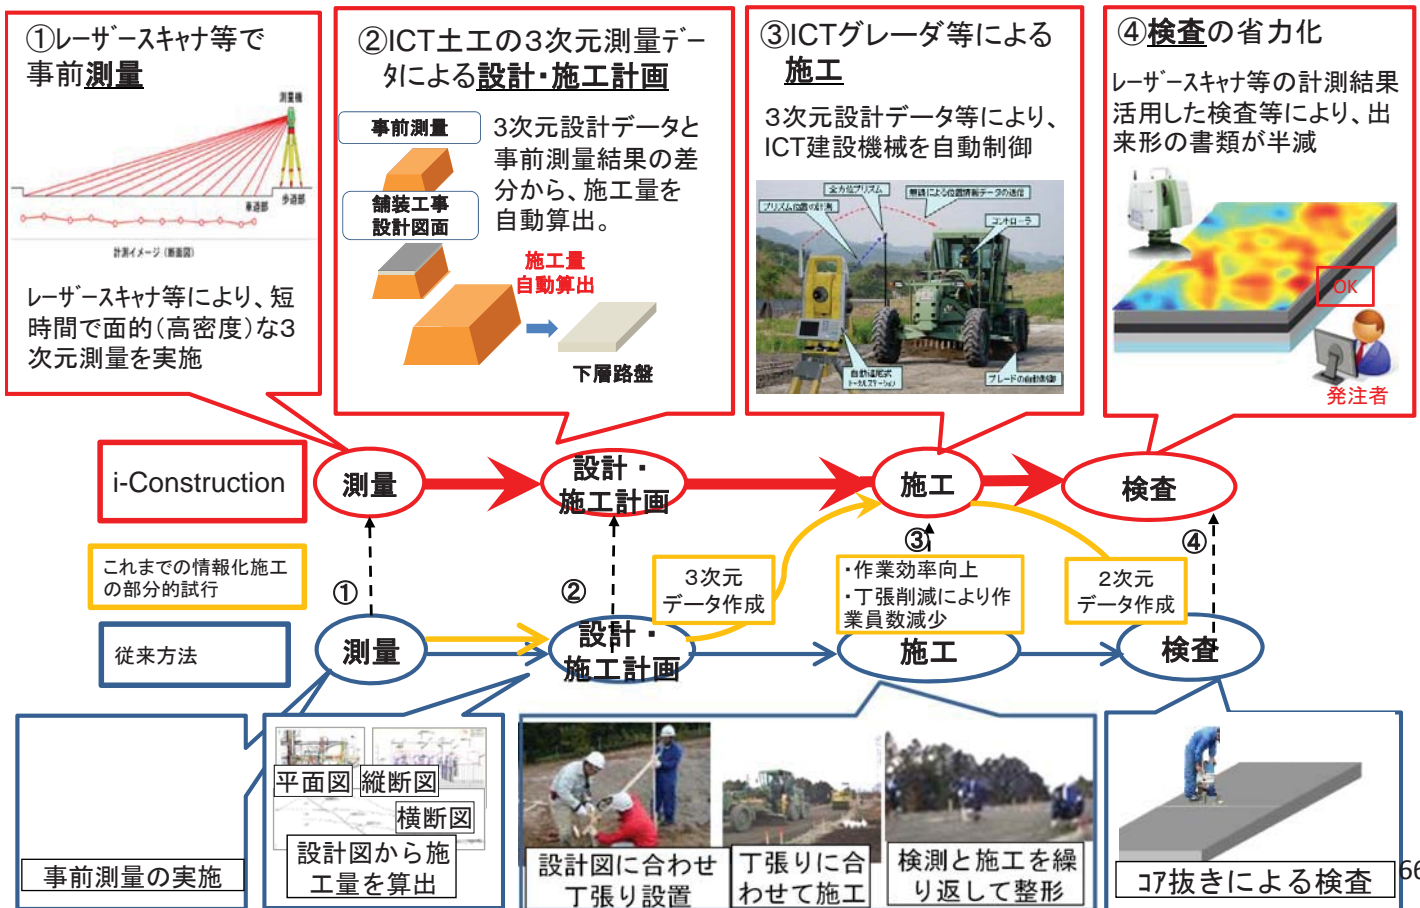 ①ﾚｰｻﾞｰｽｷｬﾅ等で
事前測量
測量機
車道部
歩道部
計測イメージ（断面図）
ﾚｰｻﾞｰｽｷｬﾅ等により、短
時間で面的（高密度）な３
次元測量を実施
②ICT土工の３次元測量ﾃﾞｰ
ﾀによる設計・施工計画
事前測量
舗装工事
設計図面
３次元設計データと
事前測量結果の差
分から、施工量を
自動算出。
施工量
自動算出
下層路盤
③ICTグレーダ等による
施工
３次元設計データ等により、
ICT建設機械を自動制御
全方位プリズム
無線による位置情報データの送信
プリズム位置の計測
コントローラ
自動追尾式
ﾄｰﾀﾙｽﾃｰｼｮﾝ
ブレードの自動制御
④検査の省力化
ﾚｰｻﾞｰｽｷｬﾅ等の計測結果
活用した検査等により、出
来形の書類が半減
OK
発注者
i-Construction
測量
設計・
施工計画
施工
検査
これまでの情報化施工
の部分的試行
①
②
３次元
データ作成
③
・作業効率向上
・丁張削減により作
業員数減少
２次元
データ作成
④
従来方法
測量
設計・
施工計画
施工
検査
事前測量の実施
平面図
縦断図
横断図
設計図から施
工量を算出
設計図に合わせ
丁張り設置
丁張りに合
わせて施工
検測と施工を繰
り返して整形
ｺｱ抜きによる検査
66